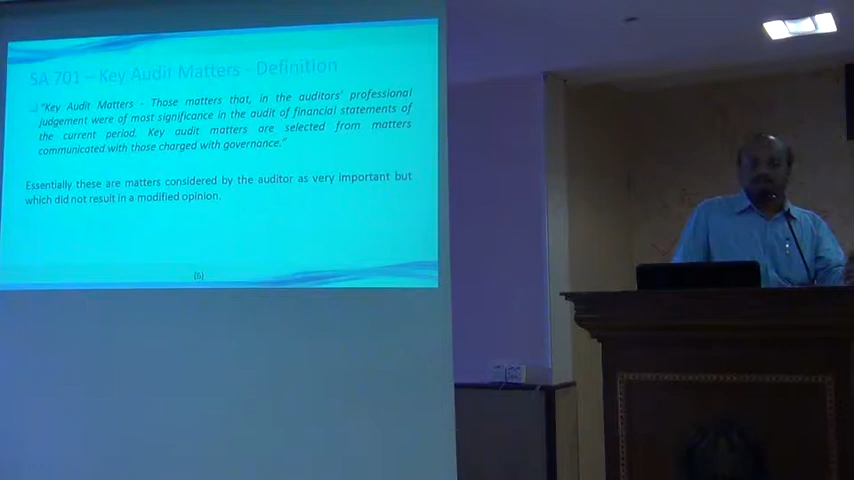 SA 701 – Key Audit Matters - Definition
"Key Audit Matters - Those matters that, in the auditors' professional
judgement were of most significance in the audit of financial statements of
the current period. Key audit matters are selected from matters
communicated with those charged with governance."
Essentially these are matters considered by the auditor as very important but
which did not result in a modified opinion.
(6)